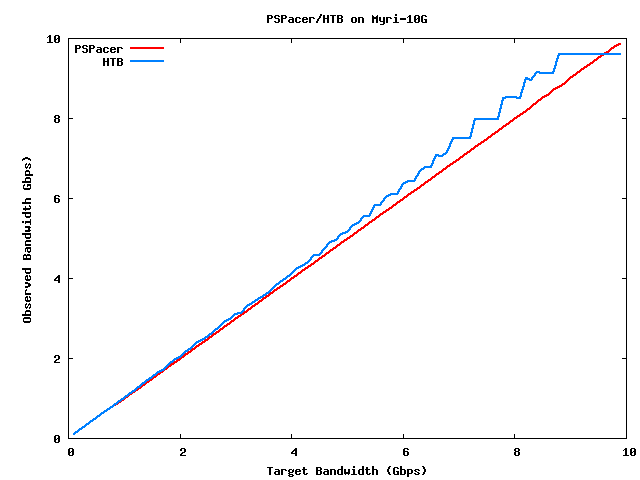 PSPacer/HTB on Myri-10G
10
PSPacer
HTB
8
6
4
2
0
Observed Bandwidth Gbps)
0 2 4 6 8 10
Target Bandwidth (Gbps)